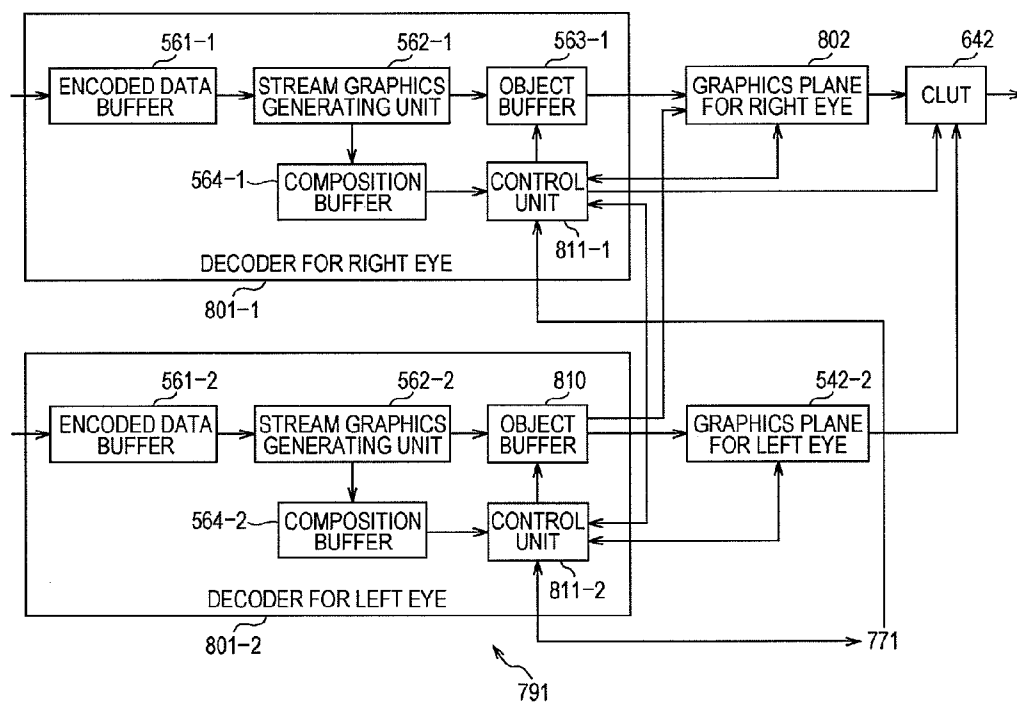 561-1
562-1
563-1
802
642
ENCODED DATA
BUFFER
STREAM GRAPHICS
GENERATING UNIT
OBJECT
BUFFER
GRAPHICS PLANE
FOR RIGHT EYE
CLUT
564-1
COMPOSITION
BUFFER
CONTROL
UNIT
811-1
DECODER FOR RIGHT EYE
801-1
561-2
562-2
810
542-2
ENCODED DATA
BUFFER
STREAM GRAPHICS
GENERATING UNIT
OBJECT
BUFFER
GRAPHICS PLANE
FOR LEFT EYE
564-2
COMPOSITION
BUFFER
CONTROL
UNIT
811-2
DECODER FOR LEFT EYE
801-2
771
791